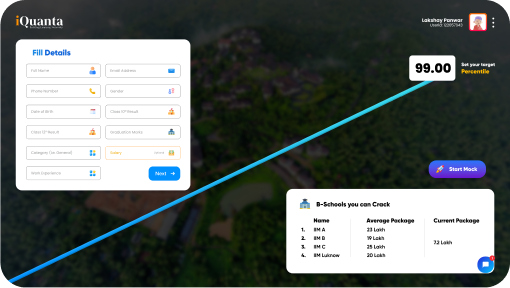 iQuanta
Lakshay Panwar
Fill Details
Full Name
Email Address
99.00
Set your target
Percentile
Phone Number
Gender
Date of Birth
Class 10th Result
Class 12th Result
Graduation Marks
Category (ex. General)
Salary
Work Experience
Next →
Start Mock
B-Schools you can Crack
Name
Average Package
Current Package
1. IIM A 23 Lakh
2. IIM B 19 Lakh
3. IIM C 25 Lakh
4. IIM Luknow 20 Lakh
7.2 Lakh